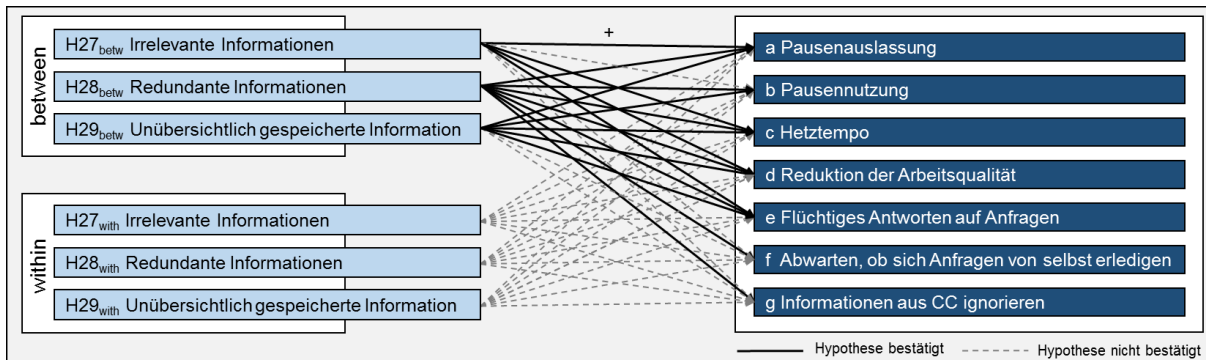 between
H27betw Irrelevante Informationen
H28betw Redundante Informationen
H29betw Unübersichtlich gespeicherte Information
within
H27with Irrelevante Informationen
H28with Redundante Informationen
H29with Unübersichtlich gespeicherte Information
+
a Pausenauslassung
b Pausennutzung
c Hetztempo
d Reduktion der Arbeitsqualität
e Flüchtiges Antworten auf Anfragen
f Abwarten, ob sich Anfragen von selbst erledigen
g Informationen aus CC ignorieren
Hypothese bestätigt
Hypothese nicht bestätigt